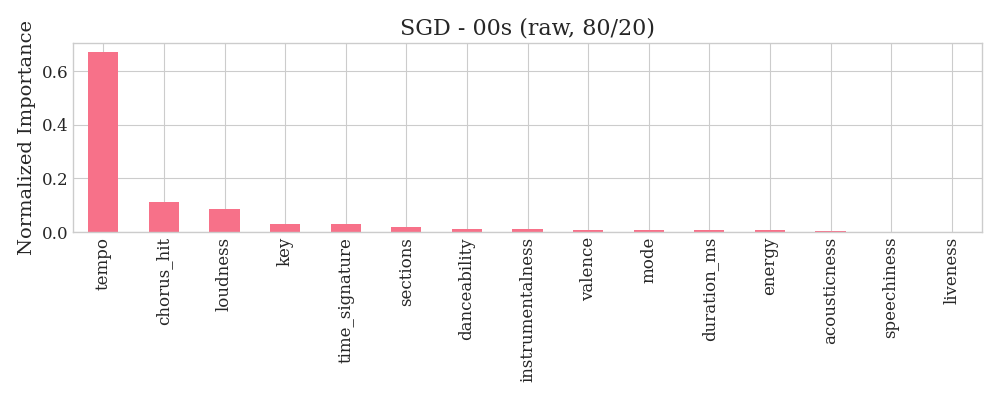 SGD - 00s (raw, 80/20)
Normalized Importance
0.6
0.4
0.2
0.0
tempo
chorus_hit
loudness
key
time_signature
sections
danceability
instrumentalness
valence
mode
duration_ms
energy
acousticness
speechiness
liveness